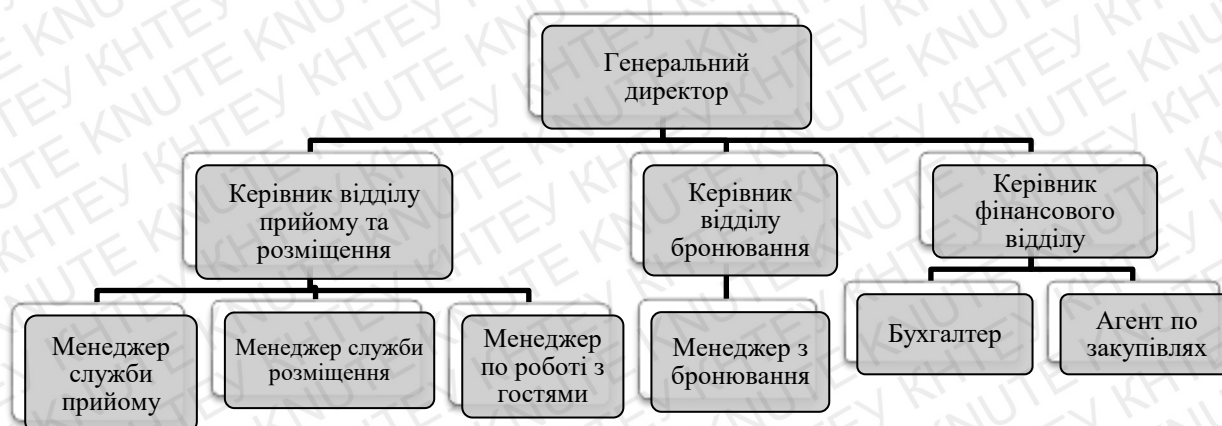 Генеральний
директор
Керівник відділу
прийому та
розміщення
Керівник
відділу
бронювання
Керівник
фінансового
відділу
Менеджер
служби
прийому
Менеджер служби
розміщення
Менеджер
по роботі з
гостями
Менеджер з
бронювання
Бухгалтер
Агент по
закупівлях